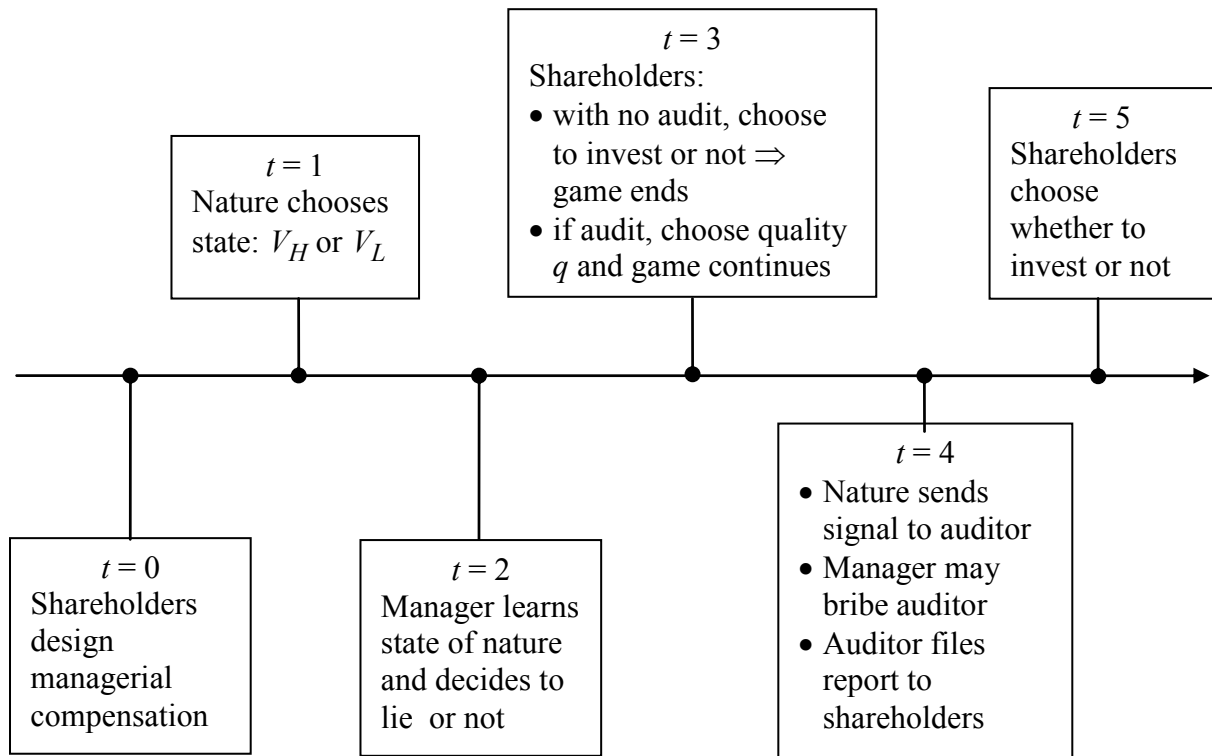 t = 0
Shareholders
design
managerial
compensation
t = 1
Nature chooses
state: V_H or V_L
t = 2
Manager learns
state of nature
and decides to
lie or not
t = 3
Shareholders:
• with no audit, choose
to invest or not ⇒
game ends
• if audit, choose quality
q and game continues
t = 4
• Nature sends
signal to auditor
• Manager may
bribe auditor
• Auditor files
report to
shareholders
t = 5
Shareholders
choose
whether to
invest or not